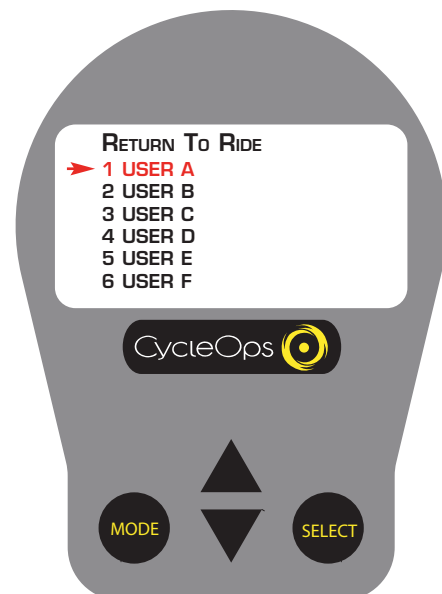 RETURN TO RIDE
1 USER A
2 USER B
3 USER C
4 USER D
5 USER E
6 USER F
CycleOps
MODE
SELECT